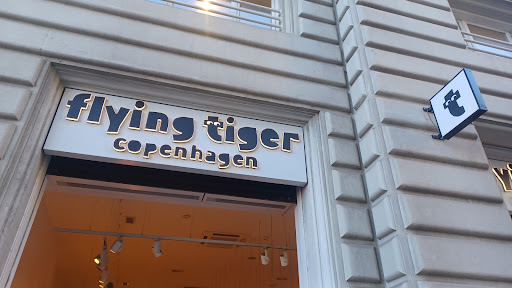 flying tiger
copenhagen
t